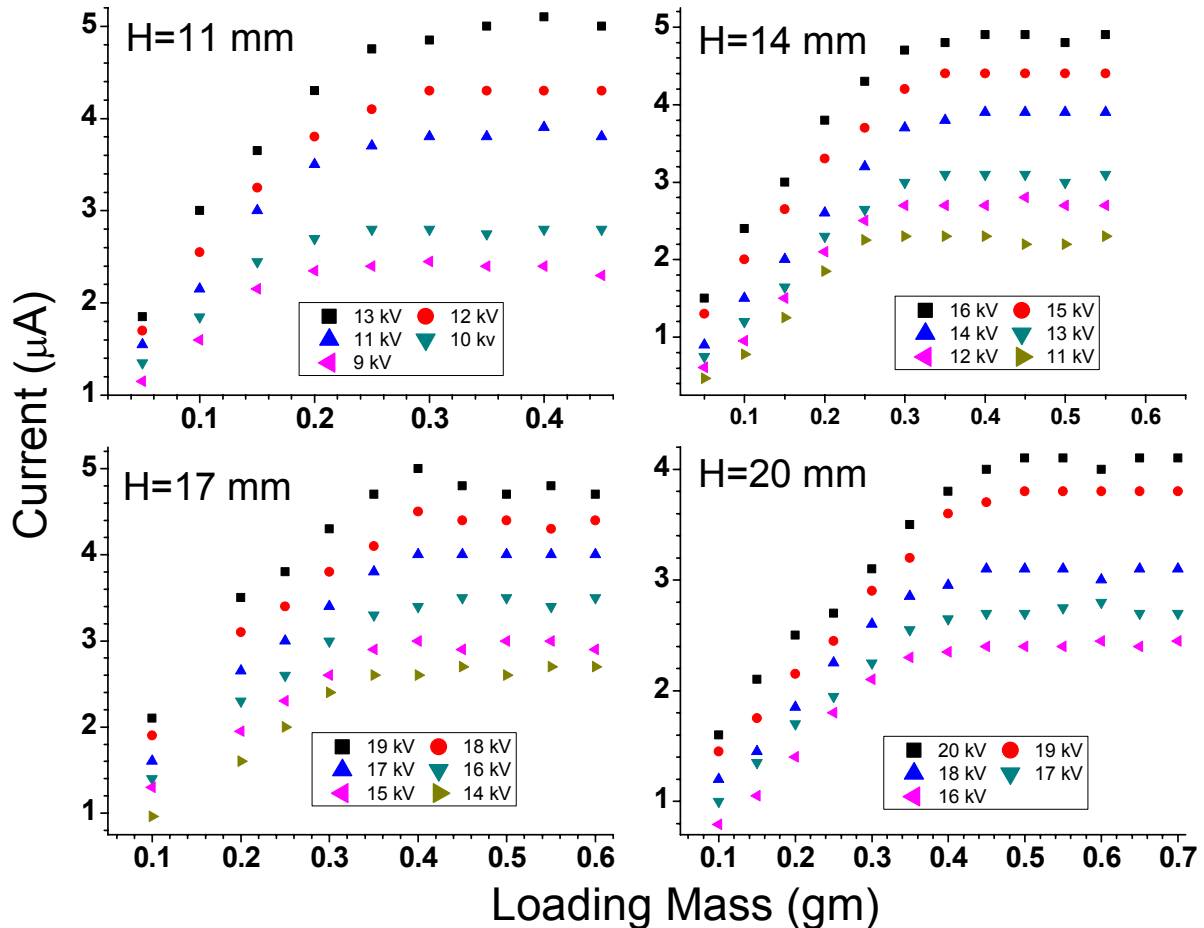 Current (μA)
H=11 mm
5
4
3
2
1
0.1 0.2 0.3 0.4
13 kV 12 kV
11 kV 10 kv
9 kV
H=14 mm
5
4
3
2
1
0.1 0.2 0.3 0.4 0.5 0.6
16 kV 15 kV
14 kV 13 kV
12 kV 11 kV
H=17 mm
5
4
3
2
1
0.1 0.2 0.3 0.4 0.5 0.6
19 kV 18 kV
17 kV 16 kV
15 kV 14 kV
H=20 mm
4
3
2
1
0.1 0.2 0.3 0.4 0.5 0.6 0.7
20 kV 19 kV
18 kV 17 kV
16 kV
Loading Mass (gm)